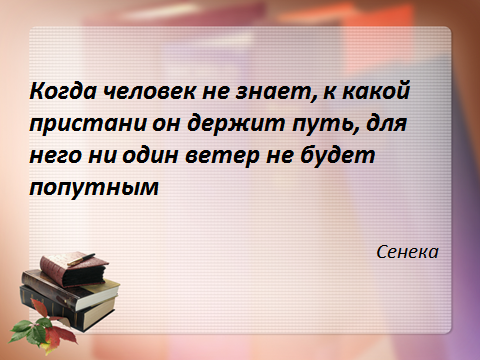 Когда человек не знает, к какой
пристани он держит путь, для
него ни один ветер не будет
попутным
Сенека